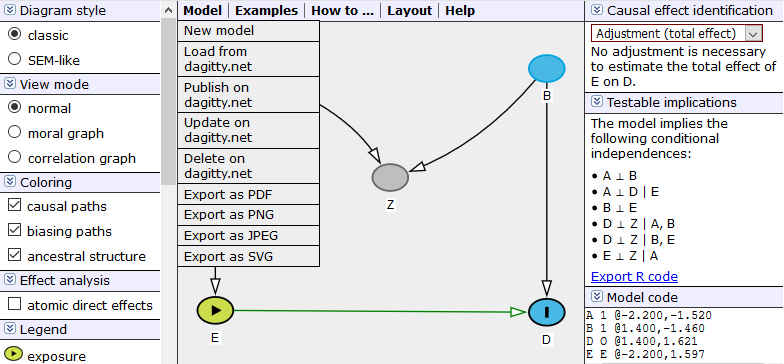 Diagram style
classic
SEM-like
View mode
normal
moral graph
correlation graph
Coloring
causal paths
biasing paths
ancestral structure
Effect analysis
atomic direct effects
Legend
exposure
Model | Examples | How to ... | Layout | Help
New model
Load from
dagitty.net
Publish on
dagitty.net
Update on
dagitty.net
Delete on
dagitty.net
Export as PDF
Export as PNG
Export as JPEG
Export as SVG
B
Z
E
D
Causal effect identification
Adjustment (total effect)
No adjustment is necessary
to estimate the total effect of
E on D.
Testable implications
The model implies the
following conditional
independences:
• A ⊥ B
• A ⊥ D | E
• B ⊥ E
• D ⊥ Z | A, B
• D ⊥ Z | B, E
• E ⊥ Z | A
Export R code
Model code
A 1 @-2.200,-1.520
B 1 @1.400,-1.460
D O @1.400,1.621
E E @-2.200,1.597